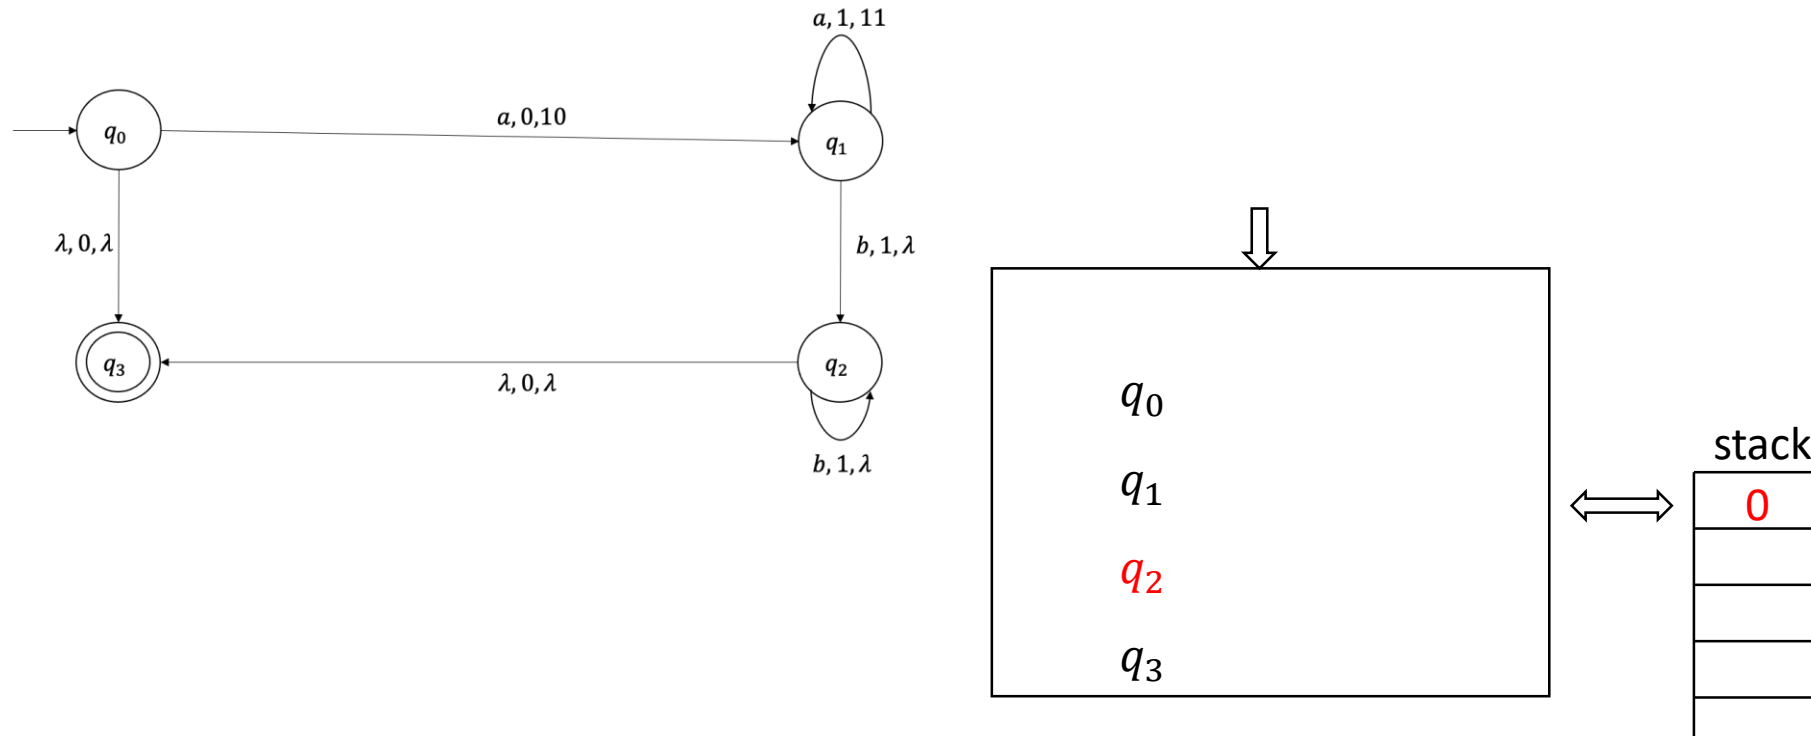 a, 1, 11
a, 0,10
q₀
q₁
λ, 0, λ
b, 1, λ
q₃
q₂
λ, 0, λ
b, 1, λ
q₀
q₁
q₂
q₃
stack
0